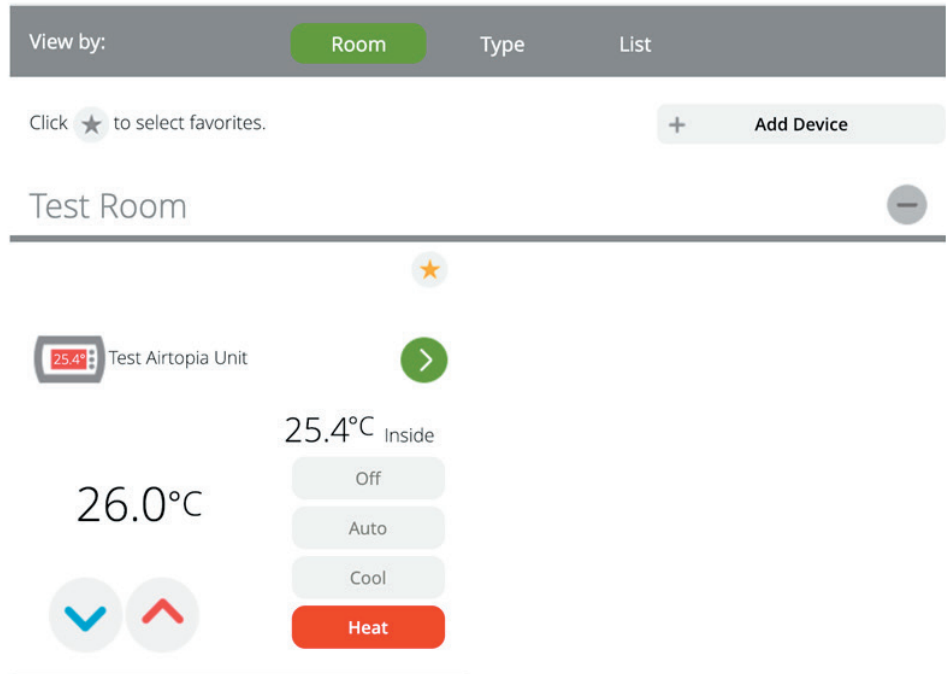 View by: Room Type List
Click ★ to select favorites. + Add Device
Test Room
25.4° Test Airtopia Unit
25.4°C Inside
26.0°C
Off
Auto
Cool
Heat